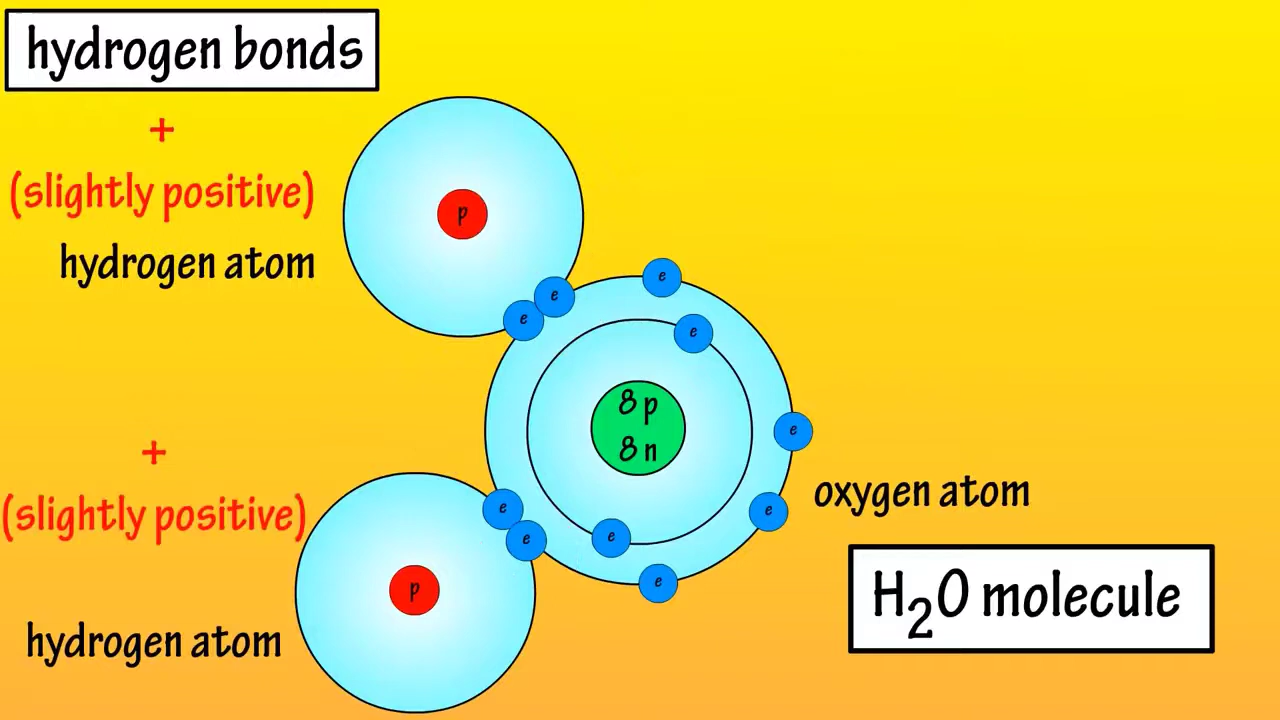 hydrogen bonds
+
(slightly positive)
hydrogen atom
p
e
e
e
e
8 p
8 n
e
+
(slightly positive)
e
e
e
e
e
oxygen atom
p
hydrogen atom
H2O molecule